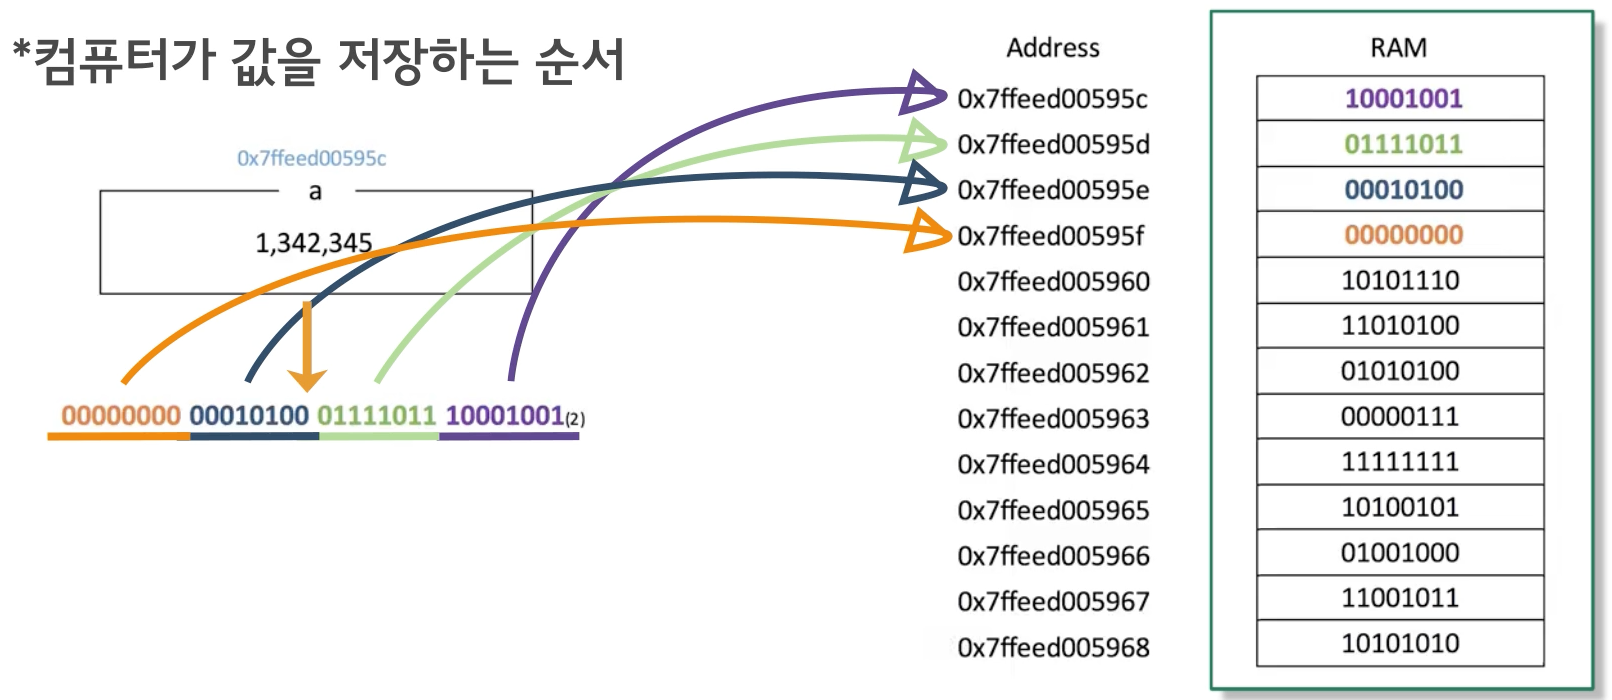 *컴퓨터가 값을 저장하는 순서
0x7ffeed00595c
a
1,342,345
00000000 00010100 01111011 10001001(2)
Address RAM
0x7ffeed00595c 10001001
0x7ffeed00595d 01111011
0x7ffeed00595e 00010100
0x7ffeed00595f 00000000
0x7ffeed005960 10101110
0x7ffeed005961 11010100
0x7ffeed005962 01010100
0x7ffeed005963 00000111
0x7ffeed005964 11111111
0x7ffeed005965 10100101
0x7ffeed005966 01001000
0x7ffeed005967 11001011
0x7ffeed005968 10101010